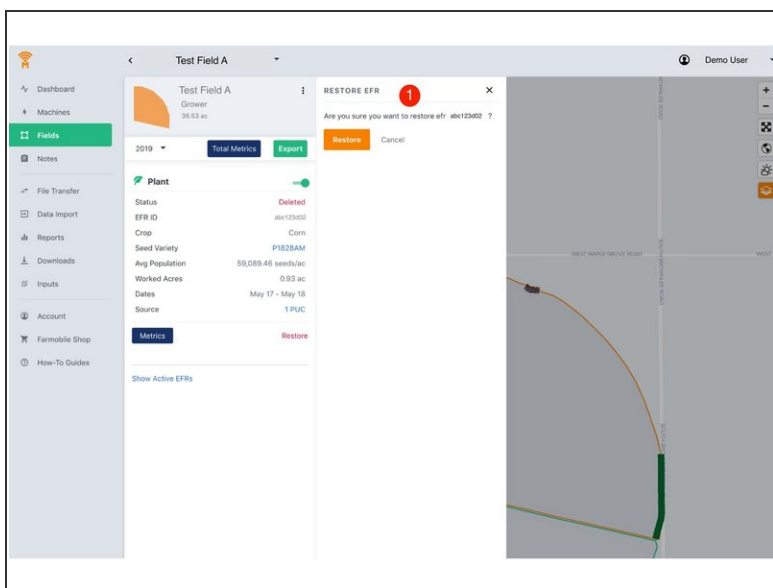 Test Field A
Demo User
Dashboard
Machines
Fields
Notes
File Transfer
Data Import
Reports
Downloads
Inputs
Account
Farmobile Shop
How-To Guides
Test Field A
Grower
36.53 ac
2019
Total Metrics
Export
Plant
Status Deleted
EFR ID abc123d02
Crop Corn
Seed Variety P1828AM
Avg Population 59,089.46 seeds/ac
Worked Acres 0.93 ac
Dates May 17 - May 18
Source 1 PUC
Metrics
Restore
Show Active EFRs
RESTORE EFR
1
Are you sure you want to restore efr abc123d02 ?
Restore
Cancel
WEST MAPLE GROVE ROAD
WEST